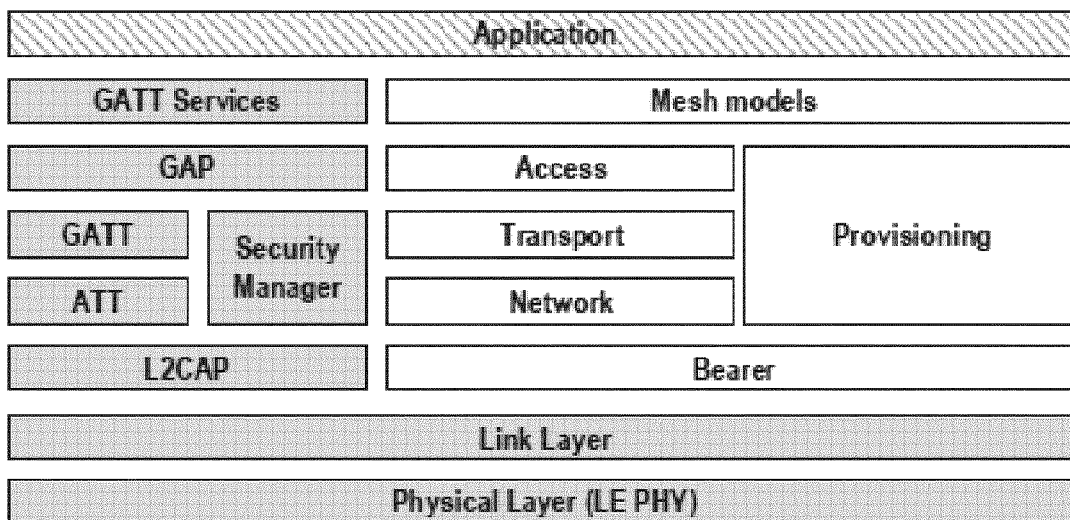 Application
GATT Services
Mesh models
GAP
Access
GATT
Security
Manager
Transport
Provisioning
ATT
Network
L2CAP
Bearer
Link Layer
Physical Layer (LE PHY)